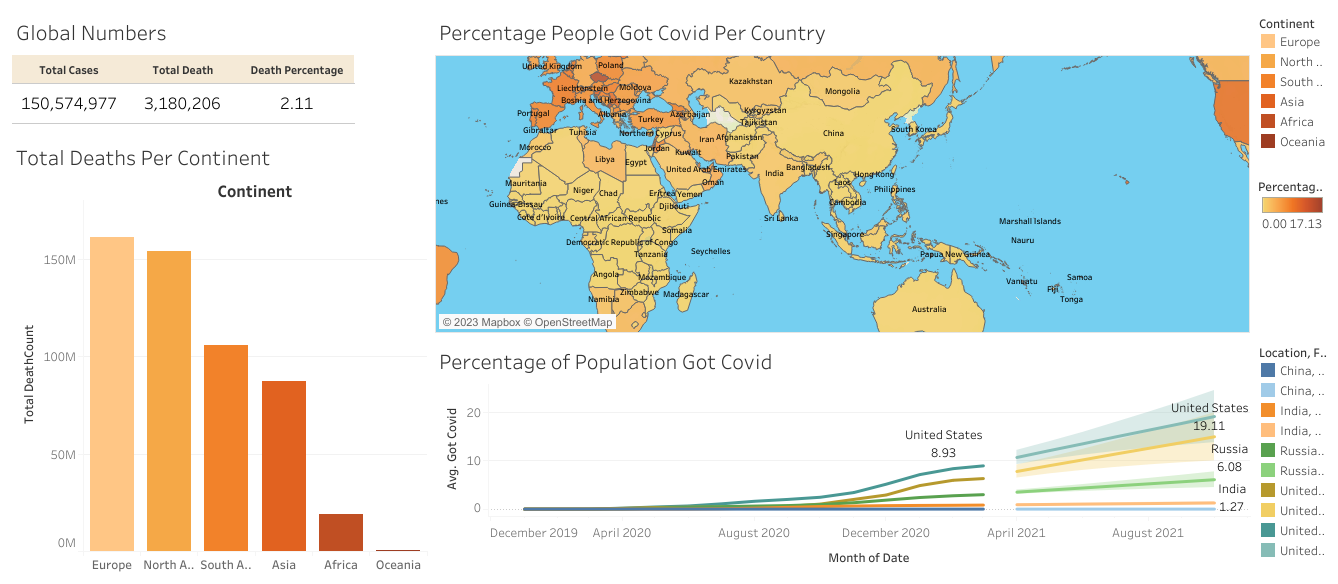 Global Numbers
Total Cases Total Death Death Percentage
150,574,977 3,180,206 2.11
Total Deaths Per Continent
Continent
Total DeathCount
150M
100M
50M
0M
Europe North A.. South A.. Asia Africa Oceania
Percentage People Got Covid Per Country
United Kingdom Poland
Liechtenstein Moldova
Bosnia and Herzegovina
Portugal Albania Turkey Azerbaijan
Gibraltar Tunisia Northern Cyprus
Morocco Jordan Kuwait Iran Afghanistan
Kazakhstan Mongolia
Kyrgyzstan
Tajikistan China South Korea
Pakistan
Libya Egypt United Arab Emirates India Bangladesh Hong Kong
Mauritania Niger Chad Eritrea Yemen Oman Laos Philippines
Guinea-Bissau Djibouti Cambodia
Cote d'Ivoire Central African Republic Sri Lanka Marshall Islands
Somalia Singapore
Democratic Republic of Congo Nauru
Tanzania Seychelles Papua New Guinea
Angola Mozambique Samoa
Zimbabwe Madagascar Vanuatu Fiji
Namibia Tonga
Australia
nes
© 2023 Mapbox © OpenStreetMap
Percentage of Population Got Covid
Avg. Got Covid
20
10
0
United States
8.93
United States
19.11
Russia
6.08
India
1.27
December 2019 April 2020 August 2020 December 2020 April 2021 August 2021
Month of Date
Continent
Europe
North ..
South ..
Asia
Africa
Oceania
Percentag..
0.00 17.13
Location, F..
China, ..
China, ..
India, ..
India, ..
Russia..
Russia..
United..
United..
United..
United..